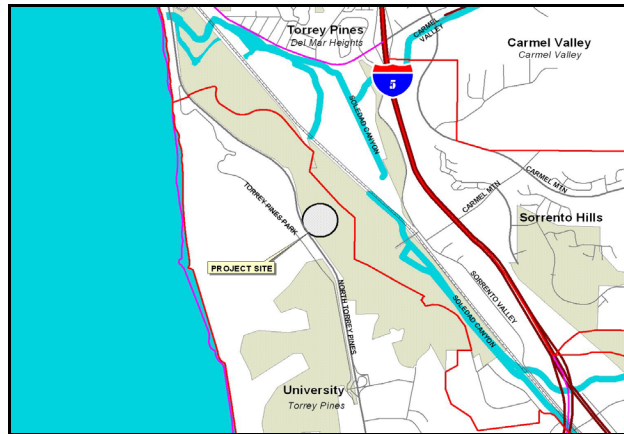 Torrey Pines
Del Mar Heights
CARMEL
VALLEY
Carmel Valley
Carmel Valley
5
SOLEDAD CANYON
CARMEL MTN
CARMEL MTN
TORREY PINES PARK
Sorrento Hills
PROJECT SITE
SORRENTO VALLEY
NORTH TORREY PINES
SOLEDAD CANYON
University
Torrey Pines